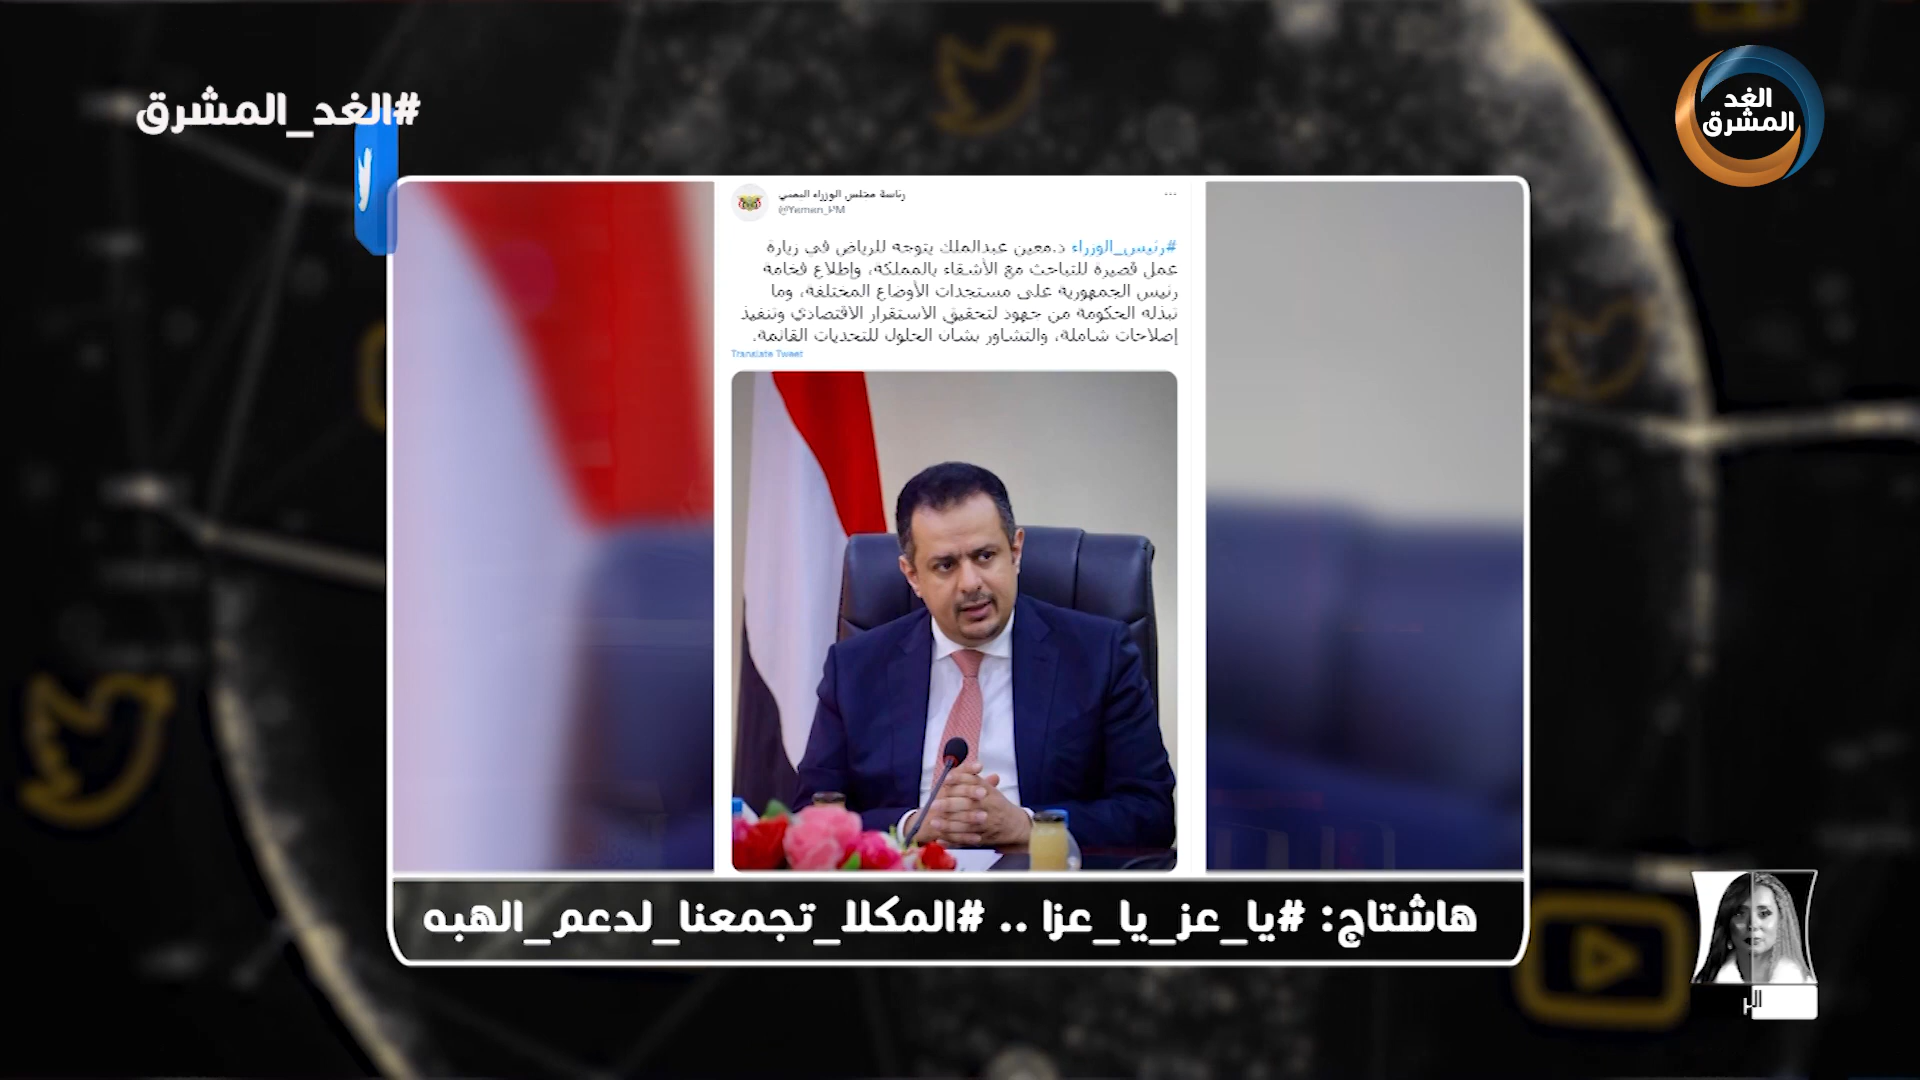 #الغد_المشرق
الغد
المشرق
رئاسة مجلس الوزراء اليمني
@Yemen_PM
#رئيس_الوزراء د.معين عبدالملك يتوجه للرياض في زيارة
عمل قصيرة للتباحث مع الأشقاء بالمملكة، وإطلاع فخامة
رئيس الجمهورية على مستجدات الأوضاع المختلفة، وما
تبذله الحكومة من جهود لتحقيق الاستقرار الاقتصادي وتنفيذ
إصلاحات شاملة، والتشاور بشأن الحلول للتحديات القائمة.
Translate Tweet
هاشتاج: #يا_عز_يا_عزا .. #المكلا_تجمعنا_لدعم_الهبه